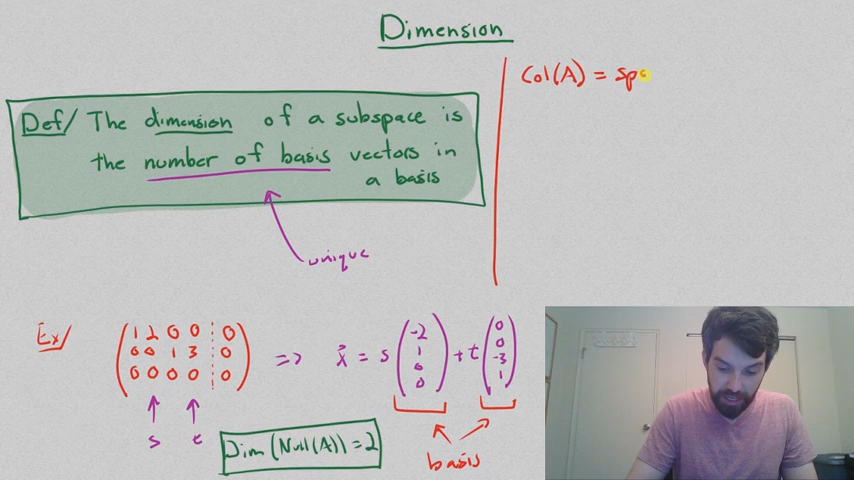 Dimension
Def/ The dimension of a subspace is
the number of basis vectors in
a basis
unique
Col(A) = spa
Ex/
1 2 0 0 0
0 0 1 3 0
0 0 0 0 0
s t
=> x⃗ = s (-2 1 0 0) + t (0 0 -3 1)
basis
Dim(Null(A)) = 2